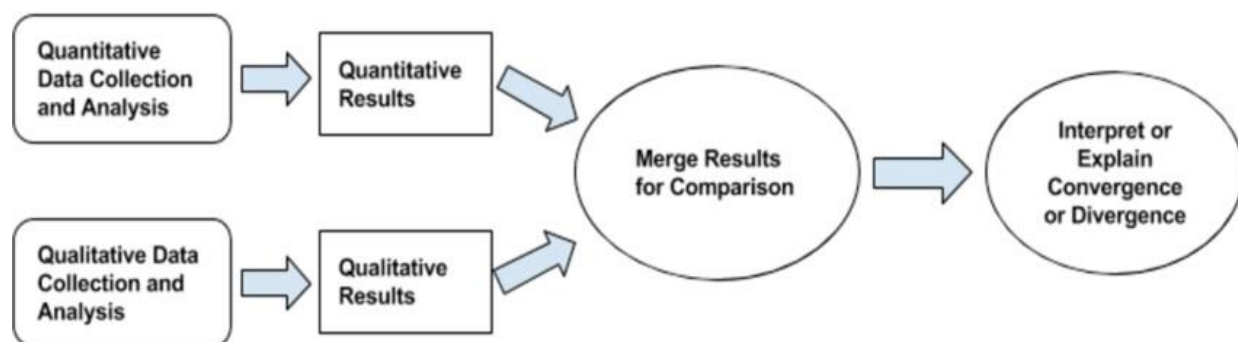 Quantitative
Data Collection
and Analysis
Quantitative
Results
Qualitative Data
Collection and
Analysis
Qualitative
Results
Merge Results
for Comparison
Interpret or
Explain
Convergence
or Divergence